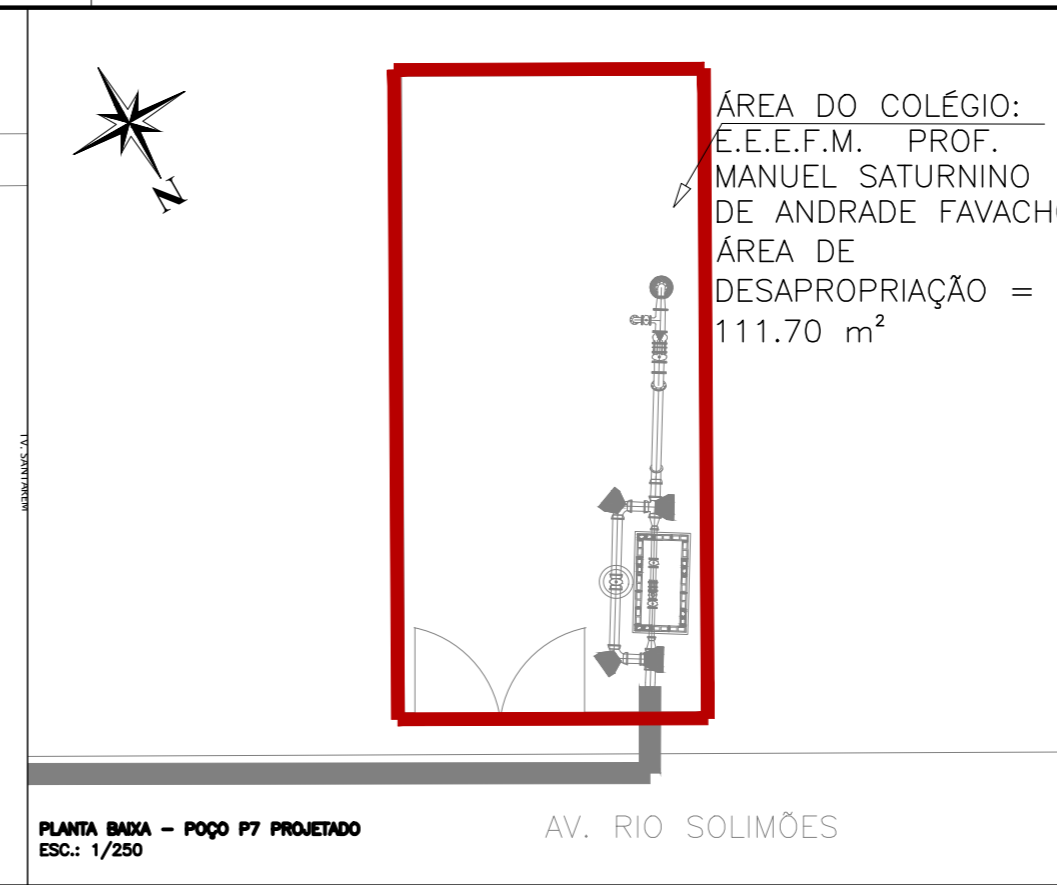 N
ÁREA DO COLÉGIO:
E.E.E.F.M. PROF.
MANUEL SATURNINO
DE ANDRADE FAVACHO
ÁREA DE
DESAPROPRIAÇÃO =
111.70 m²
TV. SANTARÉM
PLANTA BAIXA - POÇO P7 PROJETADO
ESC.: 1/250
AV. RIO SOLIMÕES